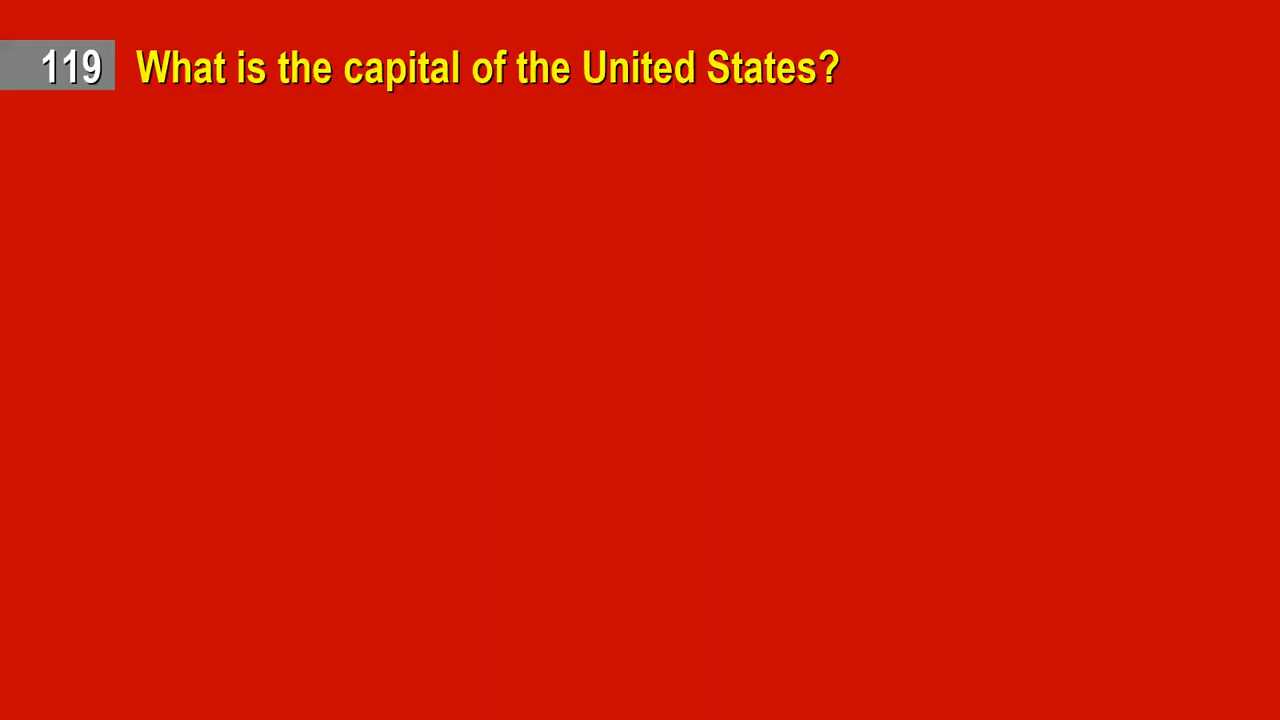 119 What is the capital of the United States?